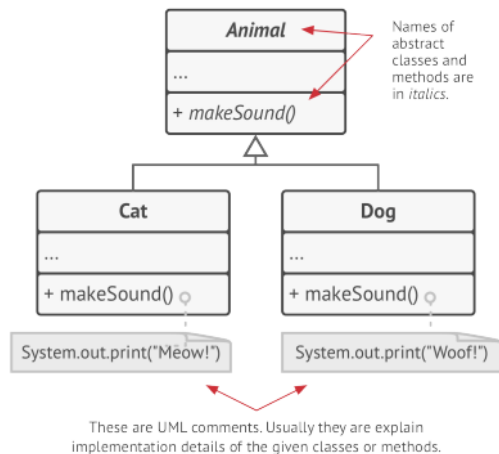 Animal
...
+ makeSound()
Names of
abstract
classes and
methods are
in italics.
Cat
...
+ makeSound()
Dog
...
+ makeSound()
System.out.print("Meow!")
System.out.print("Woof!")
These are UML comments. Usually they are explain
implementation details of the given classes or methods.